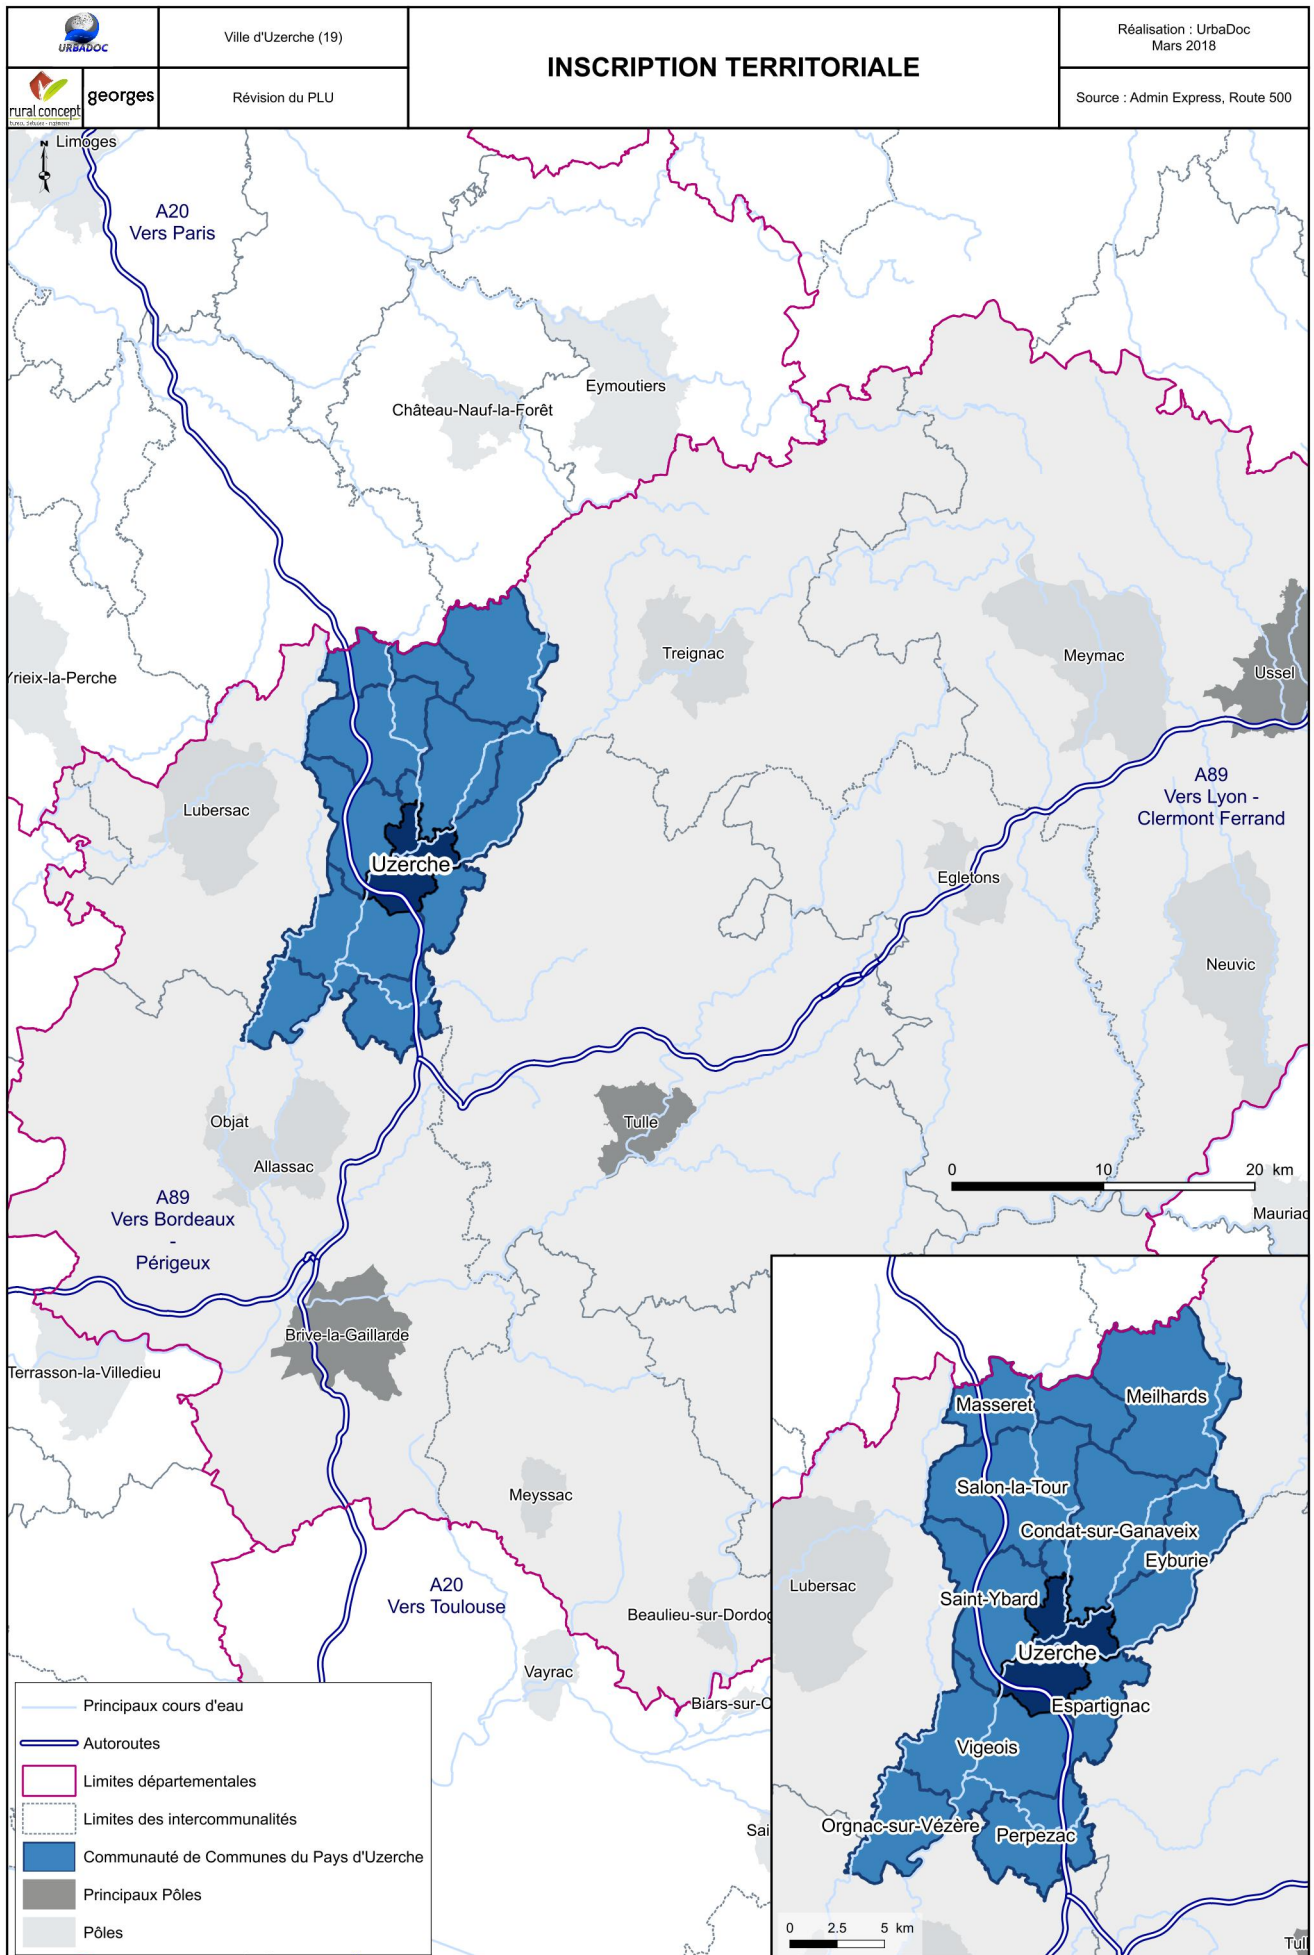 URBADOC
Ville d'Uzerche (19)
INSCRIPTION TERRITORIALE
Réalisation : UrbaDoc
Mars 2018
rural concept
georges
Révision du PLU
Source : Admin Express, Route 500
N
Limoges
A20
Vers Paris
Eymoutiers
Château-Nauf-la-Forêt
Treignac
Meymac
Ussel
Yrieix-la-Perche
Lubersac
A89
Vers Lyon -
Clermont Ferrand
Uzerche
Egletons
Neuvic
Objat
Tulle
Allassac
0 10 20 km
A89
Vers Bordeaux
-
Périgeux
Mauriac
Brive-la-Gaillarde
Terrasson-la-Villedieu
Meyssac
A20
Vers Toulouse
Beaulieu-sur-Dordog
Vayrac
Biars-sur-C
Sai
Masseret
Meilhards
Salon-la-Tour
Condat-sur-Ganaveix
Eyburie
Lubersac
Saint-Ybard
Uzerche
Espartignac
Vigeois
Orgnac-sur-Vézère
Perpezac
0 2.5 5 km
Tul
Principaux cours d'eau
Autoroutes
Limites départementales
Limites des intercommunalités
Communauté de Communes du Pays d'Uzerche
Principaux Pôles
Pôles